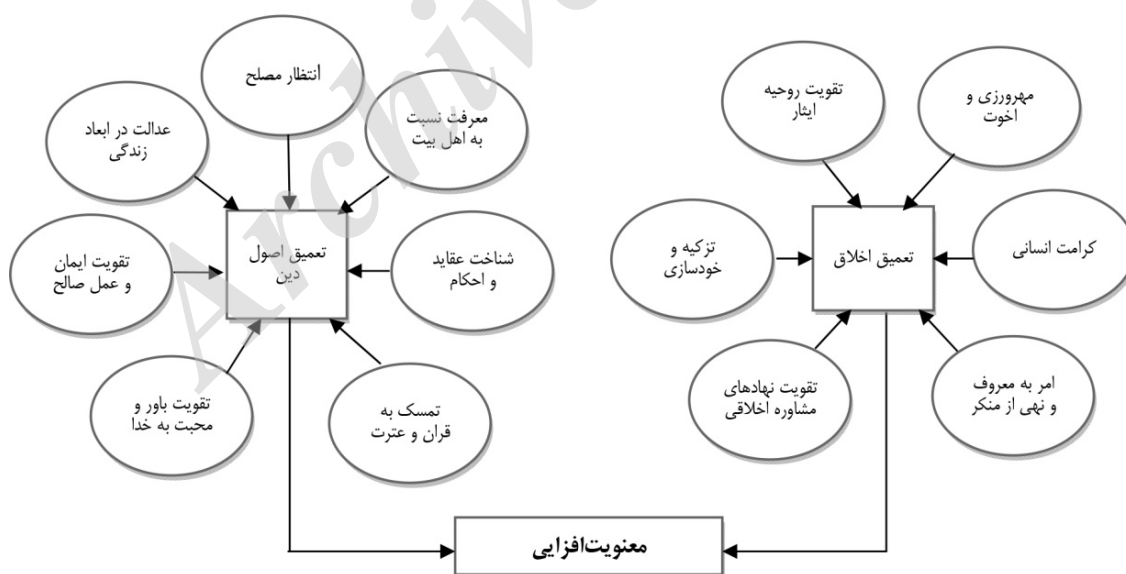 انتظار مصلح
معرفت نسبت
به اهل بیت
عدالت در ابعاد
زندگی
تعمیق اصول
دین
شناخت عقاید
و احکام
تقویت ایمان
و عمل صالح
تقویت باور و
محبت به خدا
تمسک به
قران و عترت
مهرورزی و
اخوت
تقویت روحیه
ایثار
کرامت انسانی
تعمیق اخلاق
تزکیه و
خودسازی
امر به معروف
و نهی از منکر
تقویت نهادهای
مشاوره اخلاقی
معنویت‌افزایی
Archive